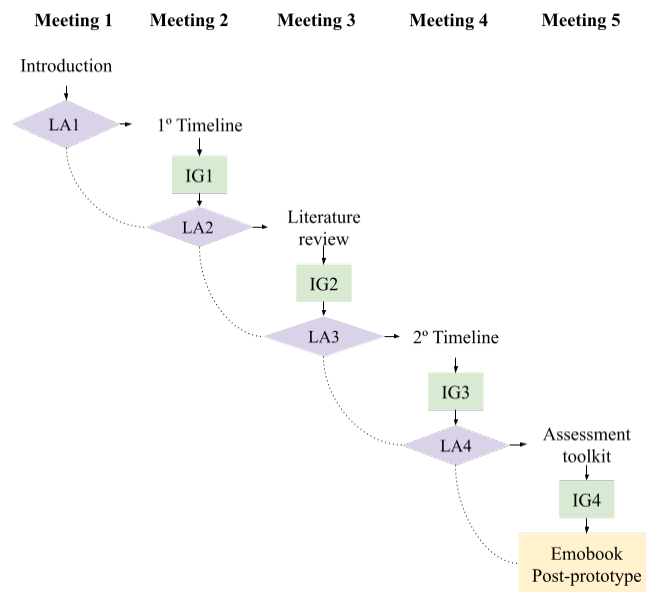 Meeting 1 Meeting 2 Meeting 3 Meeting 4 Meeting 5
Introduction
LA1
1º Timeline
IG1
LA2
Literature
review
IG2
LA3
2º Timeline
IG3
LA4
Assessment
toolkit
IG4
Emobook
Post-prototype